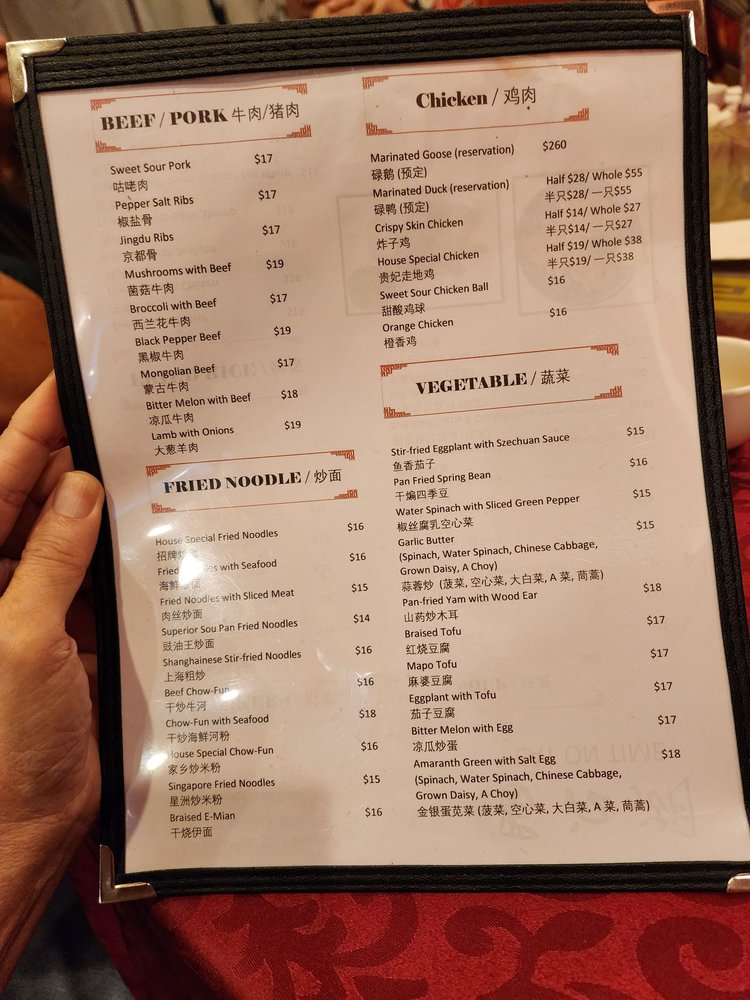 BEEF / PORK 牛肉/猪肉
Sweet Sour Pork $17
咕咾肉
Pepper Salt Ribs $17
椒盐骨
Jingdu Ribs $17
京都骨
Mushrooms with Beef $19
菌菇牛肉
Broccoli with Beef $17
西兰花牛肉
Black Pepper Beef $19
黑椒牛肉
Mongolian Beef $17
蒙古牛肉
Bitter Melon with Beef $18
凉瓜牛肉
Lamb with Onions $19
大葱羊肉
FRIED NOODLE / 炒面
House Special Fried Noodles $16
招牌炒面
Fried Noodles with Seafood $16
海鲜炒面
Fried Noodles with Sliced Meat $15
肉丝炒面
Superior Sou Pan Fried Noodles $14
豉油王炒面
Shanghainese Stir-fried Noodles $16
上海粗炒
Beef Chow-Fun $16
干炒牛河
Chow-Fun with Seafood $18
干炒海鲜河粉
House Special Chow-Fun $16
家乡炒米粉
Singapore Fried Noodles $15
星洲炒米粉
Braised E-Mian $16
干烧伊面
Chicken / 鸡肉
Marinated Goose (reservation) $260
碌鹅 (预定)
Marinated Duck (reservation) Half $28/ Whole $55
碌鸭 (预定) 半只$28/ 一只$55
Crispy Skin Chicken Half $14/ Whole $27
炸子鸡 半只$14/ 一只$27
House Special Chicken Half $19/ Whole $38
贵妃走地鸡 半只$19/ 一只$38
Sweet Sour Chicken Ball $16
甜酸鸡球
Orange Chicken $16
橙香鸡
VEGETABLE / 蔬菜
Stir-fried Eggplant with Szechuan Sauce $15
鱼香茄子
Pan Fried Spring Bean $16
干煸四季豆
Water Spinach with Sliced Green Pepper $15
椒丝腐乳空心菜
Garlic Butter $15
(Spinach, Water Spinach, Chinese Cabbage,
Grown Daisy, A Choy)
蒜蓉炒 (菠菜, 空心菜, 大白菜, A 菜, 茼蒿)
Pan-fried Yam with Wood Ear $18
山药炒木耳
Braised Tofu $17
红烧豆腐
Mapo Tofu $17
麻婆豆腐
Eggplant with Tofu $17
茄子豆腐
Bitter Melon with Egg $17
凉瓜炒蛋
Amaranth Green with Salt Egg $18
(Spinach, Water Spinach, Chinese Cabbage,
Grown Daisy, A Choy)
金银蛋苋菜 (菠菜, 空心菜, 大白菜, A 菜, 茼蒿)